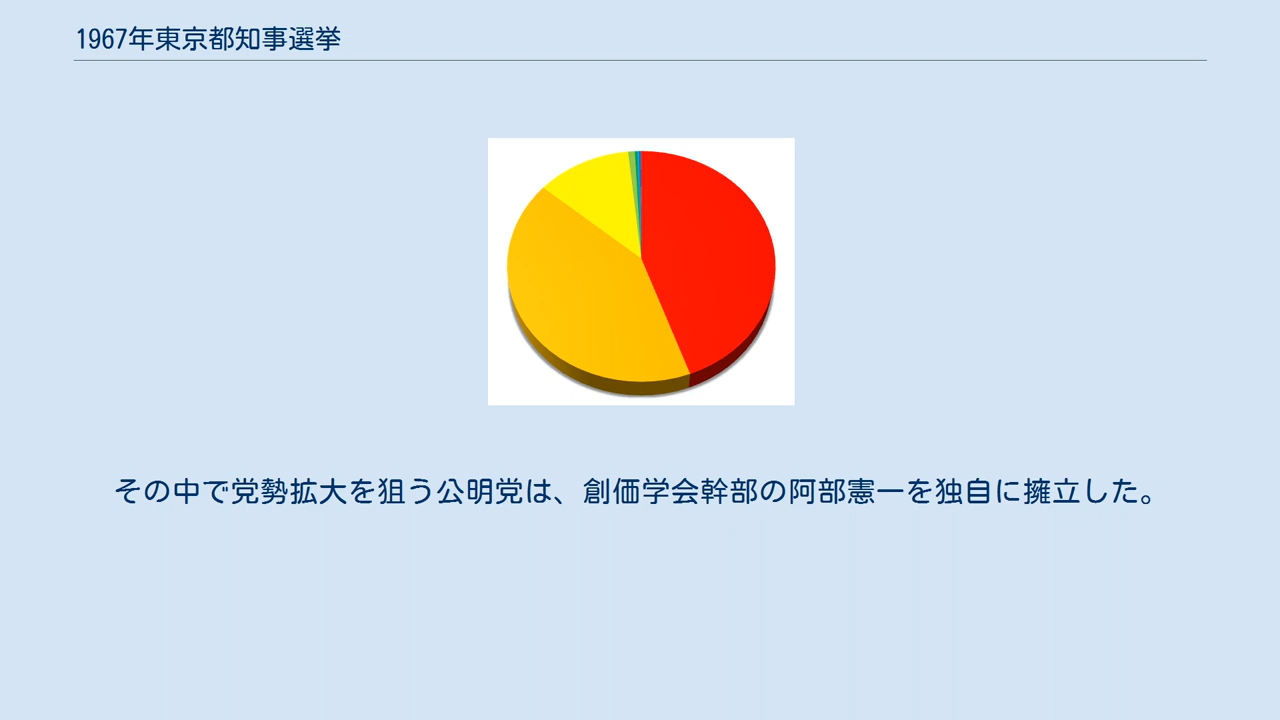 1967年東京都知事選挙
その中で党勢拡大を狙う公明党は、創価学会幹部の阿部憲一を独自に擁立した。